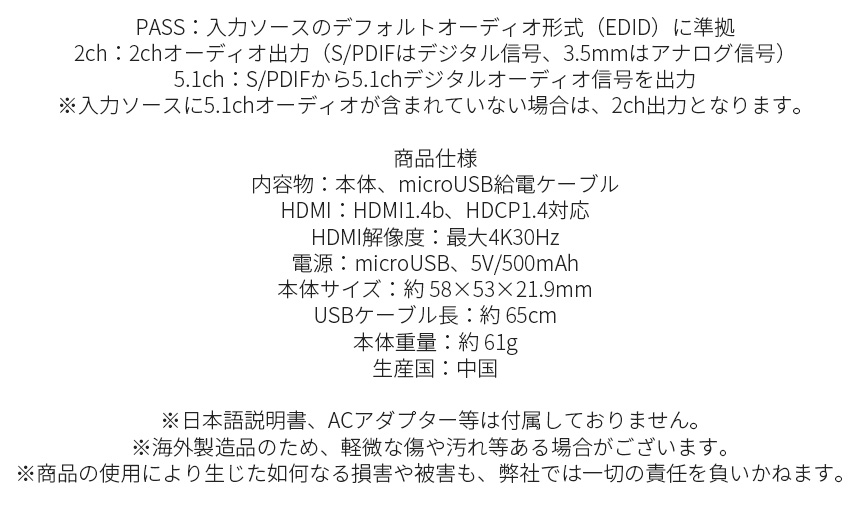 PASS：入力ソースのデフォルトオーディオ形式（EDID）に準拠
2ch：2chオーディオ出力（S/PDIFはデジタル信号、3.5mmはアナログ信号）
5.1ch：S/PDIFから5.1chデジタルオーディオ信号を出力
※入力ソースに5.1chオーディオが含まれていない場合は、2ch出力となります。
商品仕様
内容物：本体、microUSB給電ケーブル
HDMI：HDMI1.4b、HDCP1.4対応
HDMI解像度：最大4K30Hz
電源：microUSB、5V/500mAh
本体サイズ：約 58×53×21.9mm
USBケーブル長：約 65cm
本体重量：約 61g
生産国：中国
※日本語説明書、ACアダプター等は付属しておりません。
※海外製造品のため、軽微な傷や汚れ等ある場合がございます。
※商品の使用により生じた如何なる損害や被害も、弊社では一切の責任を負いかねます。